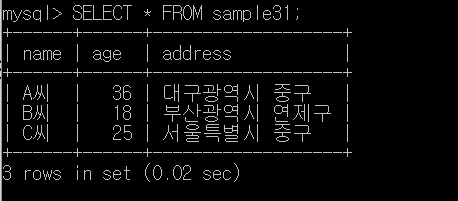 mysql> SELECT * FROM sample31;
+------+------+---------------------+
| name | age  | address             |
+------+------+---------------------+
| A씨  |   36 | 대구광역시 중구     |
| B씨  |   18 | 부산광역시 연제구   |
| C씨  |   25 | 서울특별시 중구     |
+------+------+---------------------+
3 rows in set (0.02 sec)